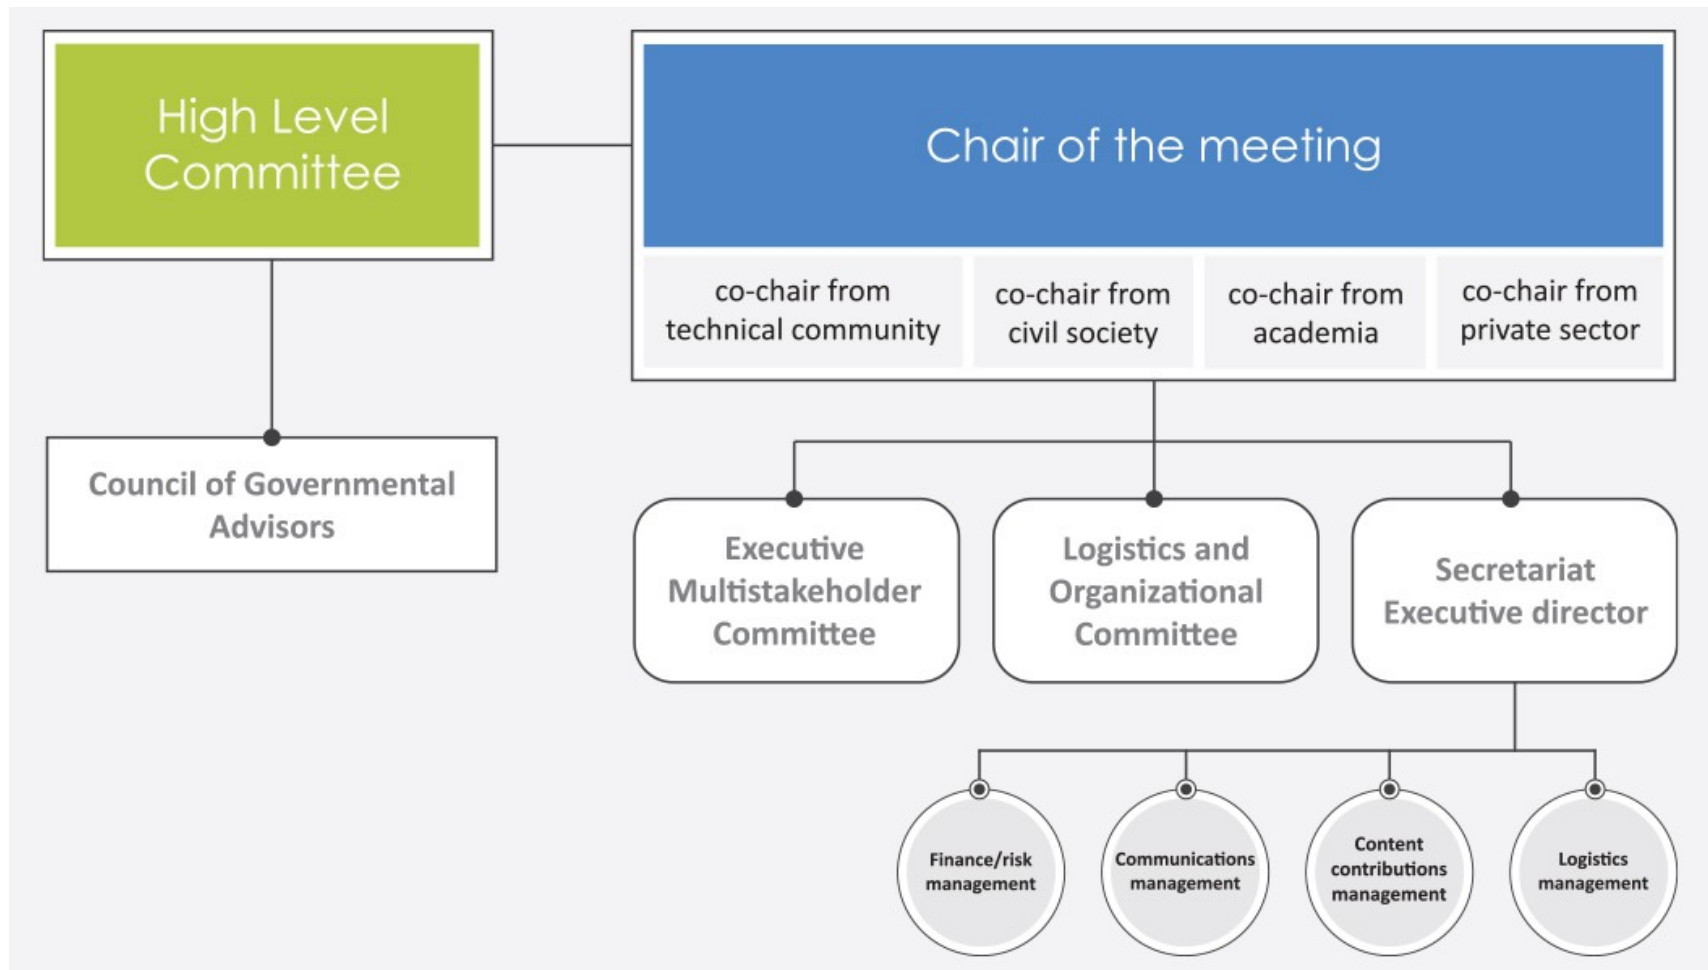 High Level
Committee
Chair of the meeting
co-chair from
technical community
co-chair from
civil society
co-chair from
academia
co-chair from
private sector
Council of Governmental
Advisors
Executive
Multistakeholder
Committee
Logistics and
Organizational
Committee
Secretariat
Executive director
Finance/risk
management
Communications
management
Content
contributions
management
Logistics
management